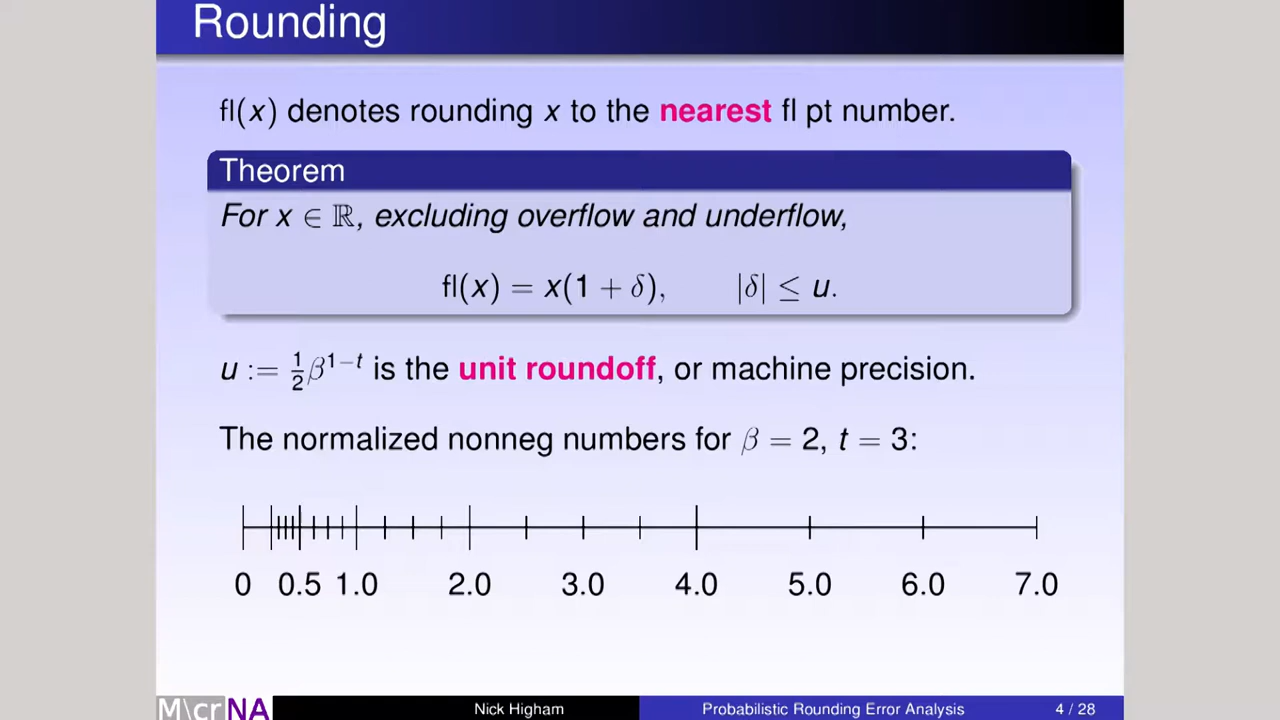 Rounding
fl(x) denotes rounding x to the nearest fl pt number.
Theorem
For x ∈ ℝ, excluding overflow and underflow,
fl(x) = x(1 + δ), |δ| ≤ u.
u := ½β¹⁻ᵗ is the unit roundoff, or machine precision.
The normalized nonneg numbers for β = 2, t = 3:
0 0.5 1.0 2.0 3.0 4.0 5.0 6.0 7.0
M\crNA Nick Higham Probabilistic Rounding Error Analysis 4 / 28